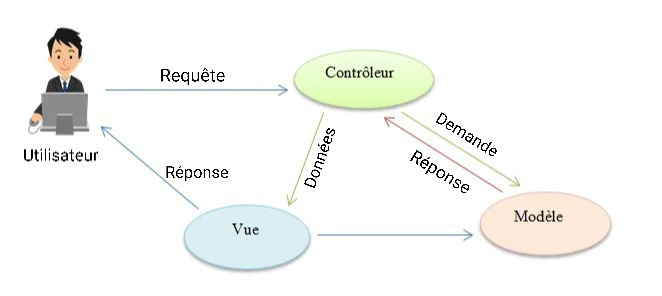 Requête
Contrôleur
Utilisateur
Réponse
Données
Demande
Réponse
Vue
Modèle